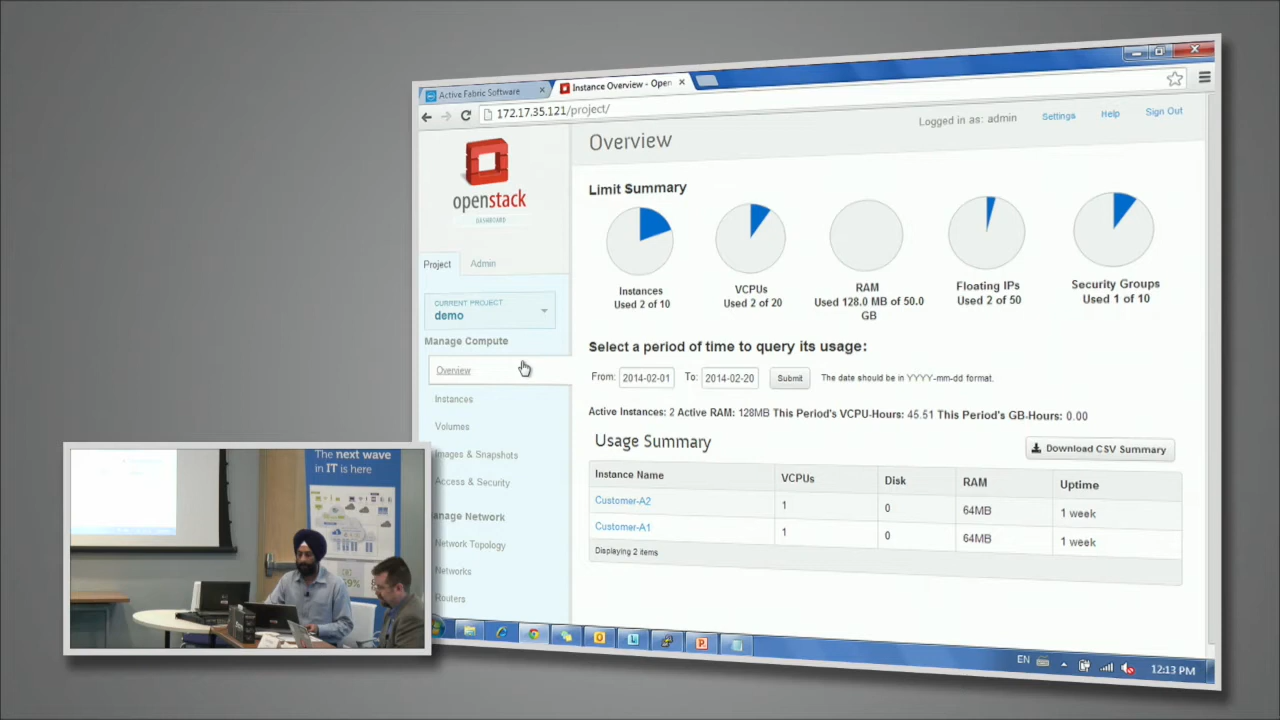 Active Fabric Software
Instance Overview - Open
172.17.35.121/project/
openstack
DASHBOARD
Project
Admin
CURRENT PROJECT
demo
Manage Compute
Overview
Instances
Volumes
Images & Snapshots
Access & Security
anage Network
Network Topology
Networks
Routers
Overview
Logged in as: admin
Settings
Help
Sign Out
Limit Summary
Instances
Used 2 of 10
VCPUs
Used 2 of 20
RAM
Used 128.0 MB of 50.0
GB
Floating IPs
Used 2 of 50
Security Groups
Used 1 of 10
Select a period of time to query its usage:
From: 2014-02-01 To: 2014-02-20 Submit The date should be in YYYY-mm-dd format.
Active Instances: 2 Active RAM: 128MB This Period's VCPU-Hours: 45.51 This Period's GB-Hours: 0.00
Usage Summary
Download CSV Summary
Instance Name VCPUs Disk RAM Uptime
Customer-A2 1 0 64MB 1 week
Customer-A1 1 0 64MB 1 week
Displaying 2 items
EN
12:13 PM
The next wave
in IT is here